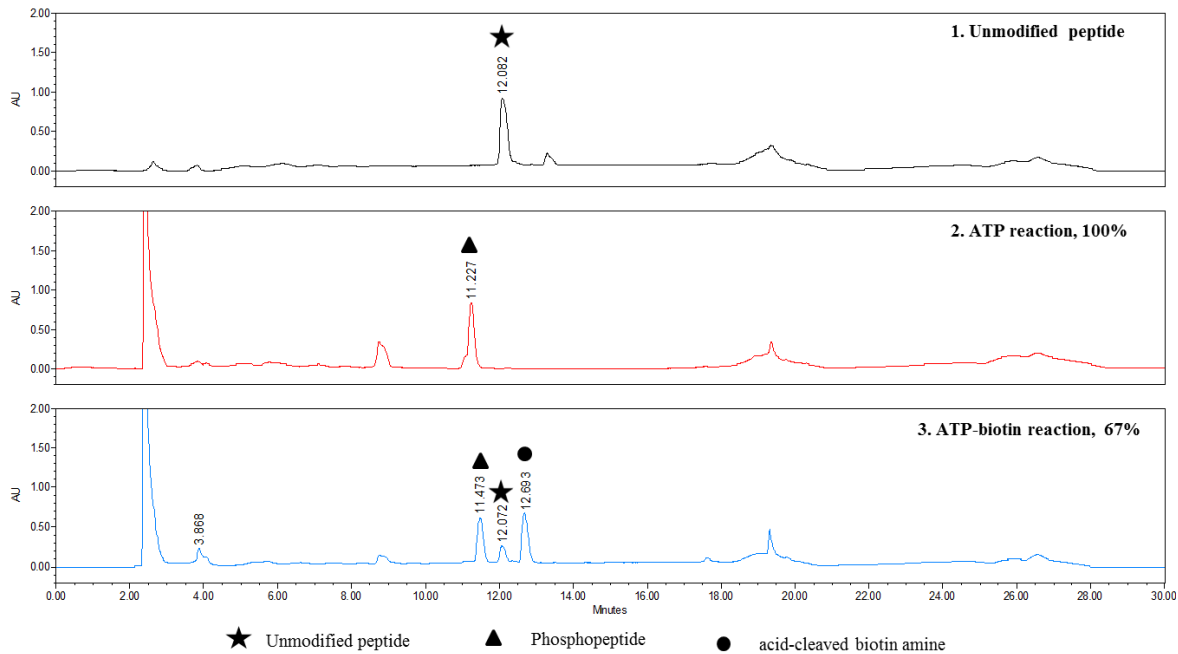 2.00
1.50
1.00
0.50
0.00
AU
12.082
1. Unmodified peptide
2.00
1.50
1.00
0.50
0.00
AU
11.227
2. ATP reaction, 100%
2.00
1.50
1.00
0.50
0.00
AU
3.868
11.473
12.072
12.693
3. ATP-biotin reaction, 67%
0.00 2.00 4.00 6.00 8.00 10.00 12.00 14.00 16.00 18.00 20.00 22.00 24.00 26.00 28.00 30.00
Minutes
Unmodified peptide Phosphopeptide acid-cleaved biotin amine